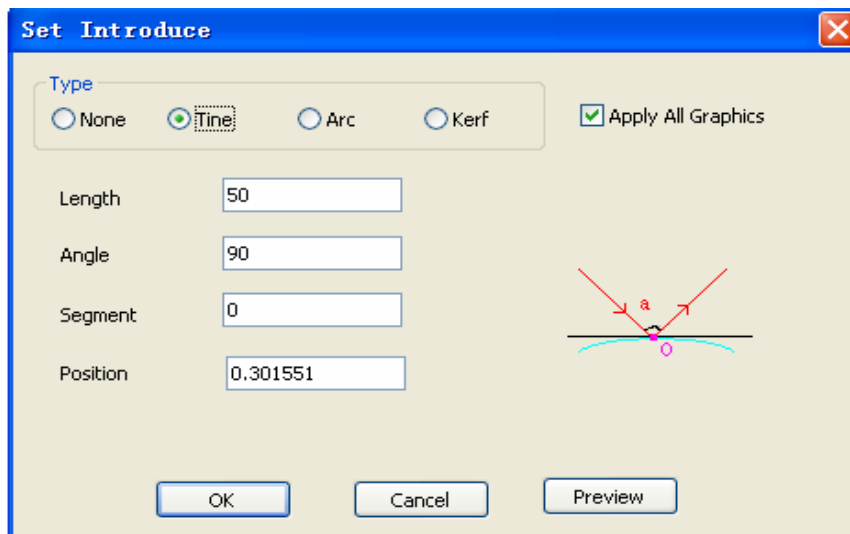 Set Introduce
Type
None Tine Arc Kerf
Apply All Graphics
Length 50
Angle 90
Segment 0
Position 0.301551
a
O
OK Cancel Preview